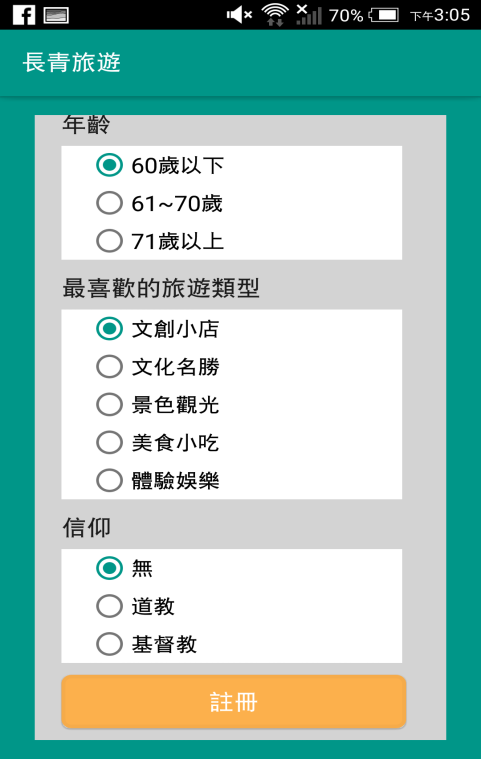 70% 下午3:05
長青旅遊
年齡
60歲以下
61~70歲
71歲以上
最喜歡的旅遊類型
文創小店
文化名勝
景色觀光
美食小吃
體驗娛樂
信仰
無
道教
基督教
註冊